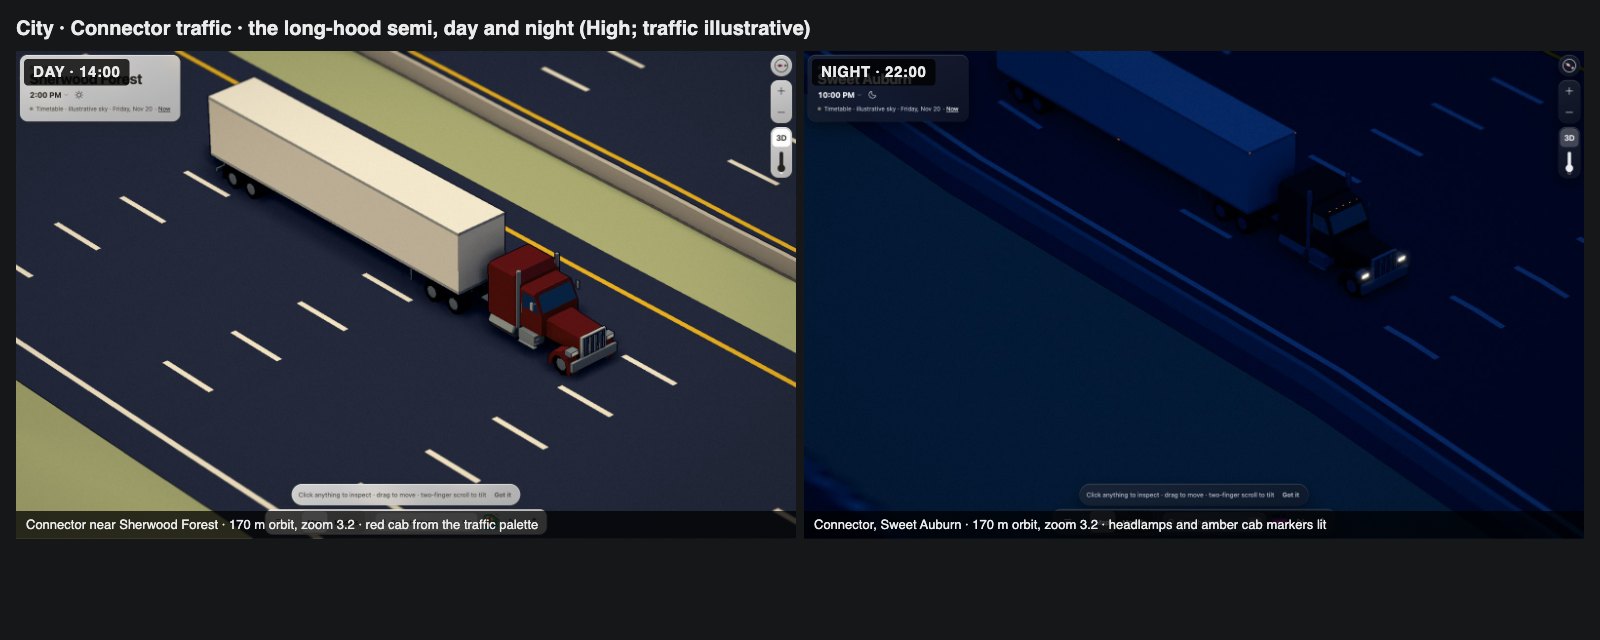 City · Connector traffic · the long-hood semi, day and night (High; traffic illustrative)
DAY · 14:00
Sherwood Forest
2:00 PM
Timetable · illustrative sky · Friday, Nov 20 · Now
+
−
3D
Click anything to inspect · drag to move · two-finger scroll to tilt Got it
Connector near Sherwood Forest · 170 m orbit, zoom 3.2 · red cab from the traffic palette
NIGHT · 22:00
Sweet Auburn
10:00 PM
Timetable · illustrative sky · Friday, Nov 20 · Now
+
−
3D
Click anything to inspect · drag to move · two-finger scroll to tilt Got it
Connector, Sweet Auburn · 170 m orbit, zoom 3.2 · headlamps and amber cab markers lit